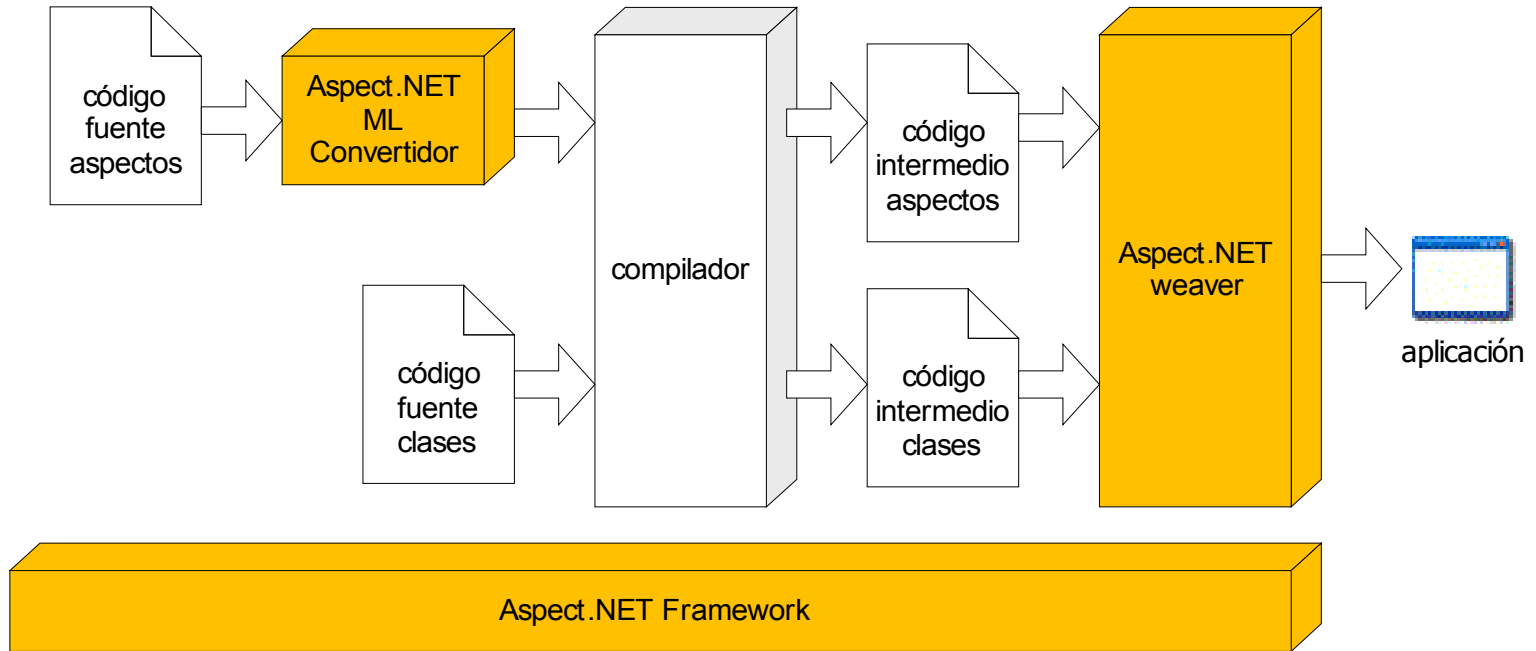 código
fuente
aspectos
Aspect.NET
ML
Convertidor
compilador
código
intermedio
aspectos
Aspect.NET
weaver
aplicación
código
fuente
clases
código
intermedio
clases
Aspect.NET Framework